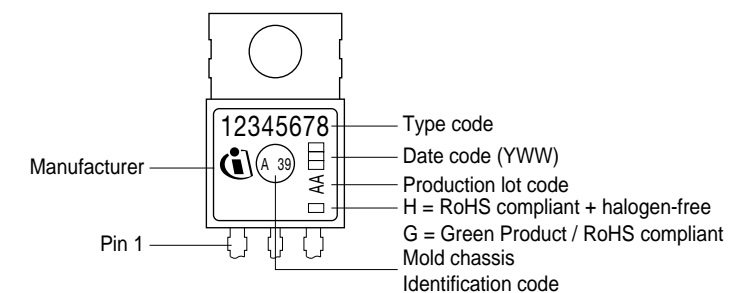 12345678
Type code
Date code (YWW)
Manufacturer
A 39
AA
Production lot code
H = RoHS compliant + halogen-free
Pin 1
G = Green Product / RoHS compliant
Mold chassis
Identification code